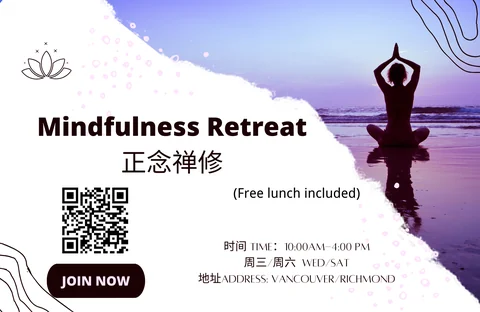 Mindfulness Retreat
正念禅修
(Free lunch included)
时间 TIME: 10:00AM–4:00 PM
周三/周六 WED/SAT
地址ADDRESS: VANCOUVER/RICHMOND
JOIN NOW